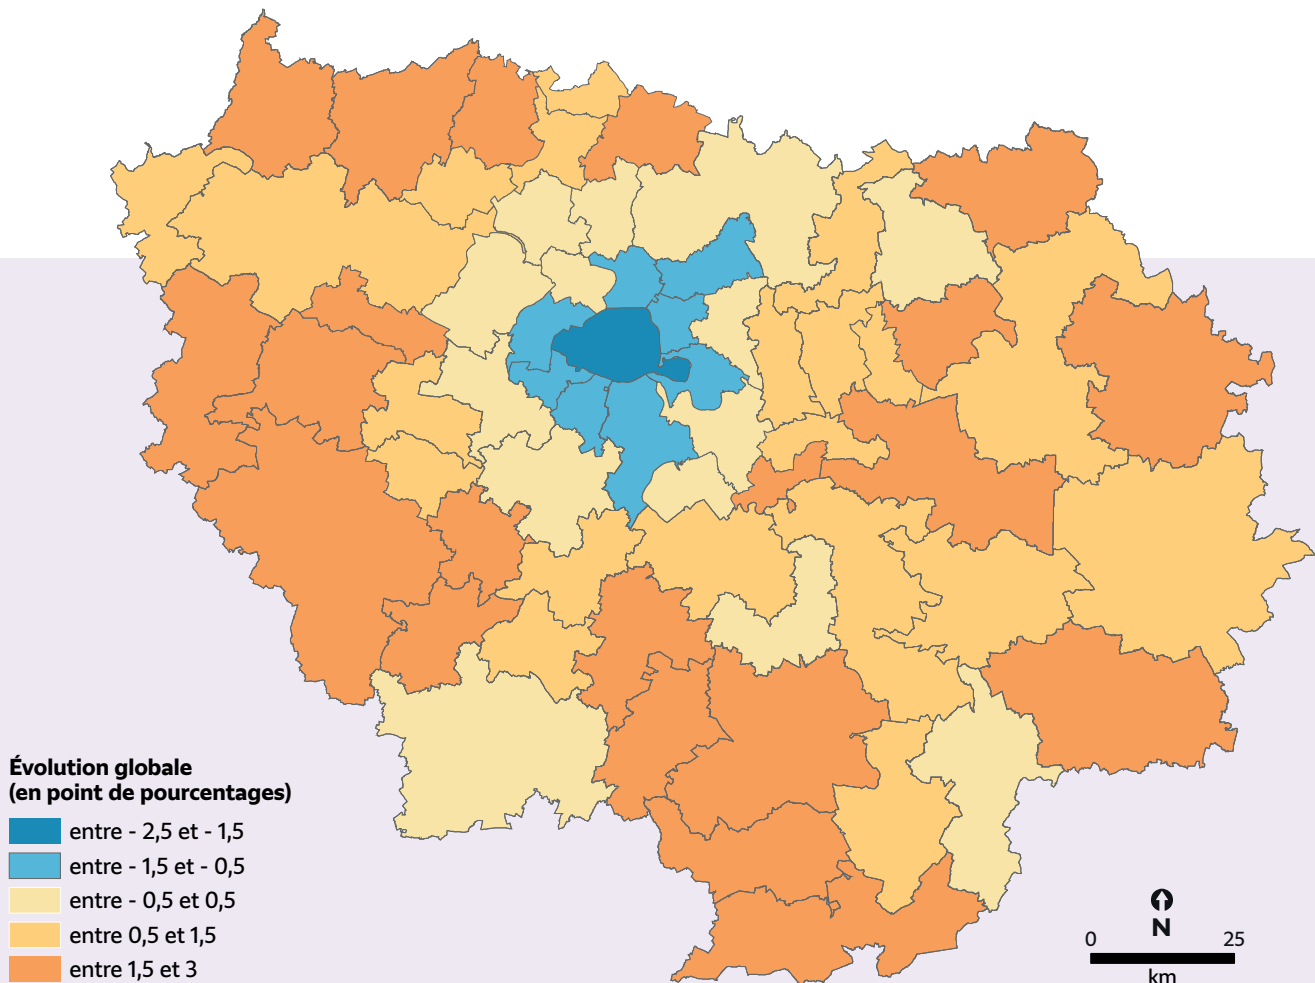 Évolution globale
(en point de pourcentages)
entre - 2,5 et - 1,5
entre - 1,5 et - 0,5
entre - 0,5 et 0,5
entre 0,5 et 1,5
entre 1,5 et 3
N
0 25
km